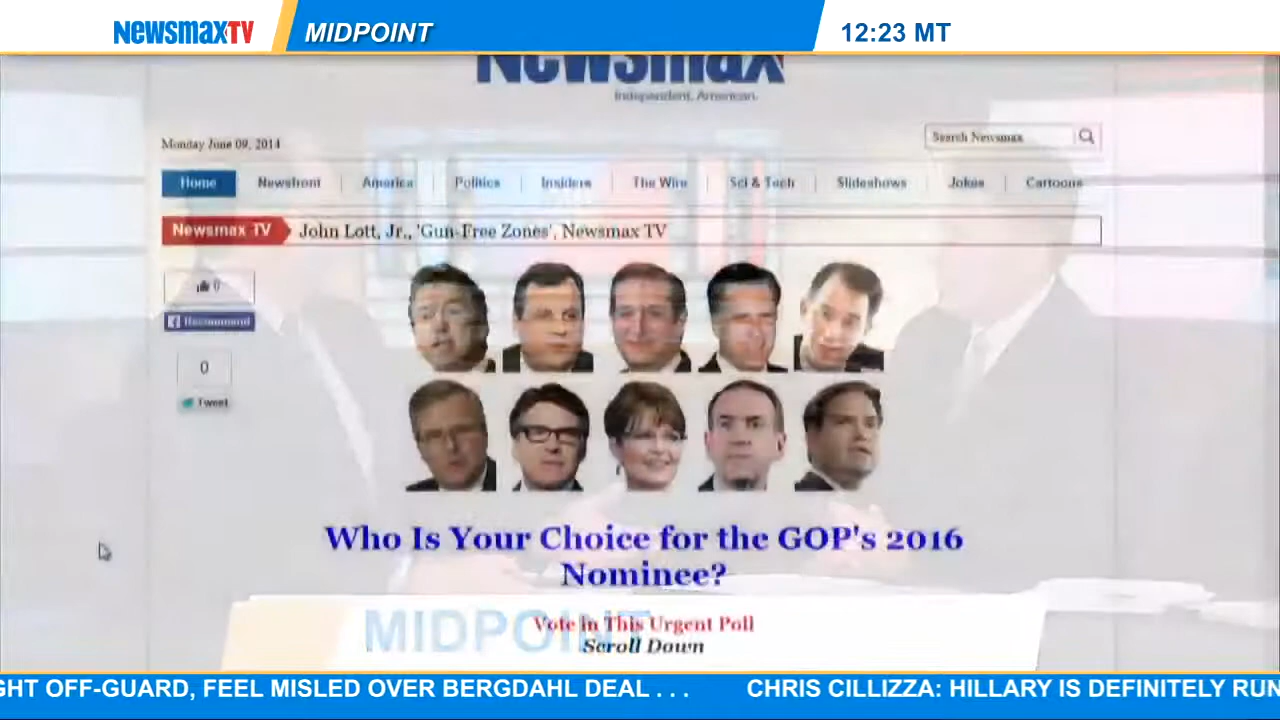 NEWSMAXTV
MIDPOINT
12:23 MT
Newsmax
Independent. American.
Monday June 09, 2014
Search Newsmax
Home Newsfront America Politics Insiders The Wire Sci & Tech Slideshows Jokes Cartoons
Newsmax TV John Lott, Jr., 'Gun-Free Zones', Newsmax TV
0
Recommend
0
Tweet
Who Is Your Choice for the GOP's 2016
Nominee?
MIDPOINT
Vote in This Urgent Poll
Scroll Down
GHT OFF-GUARD, FEEL MISLED OVER BERGDAHL DEAL . . . CHRIS CILLIZZA: HILLARY IS DEFINITELY RUN